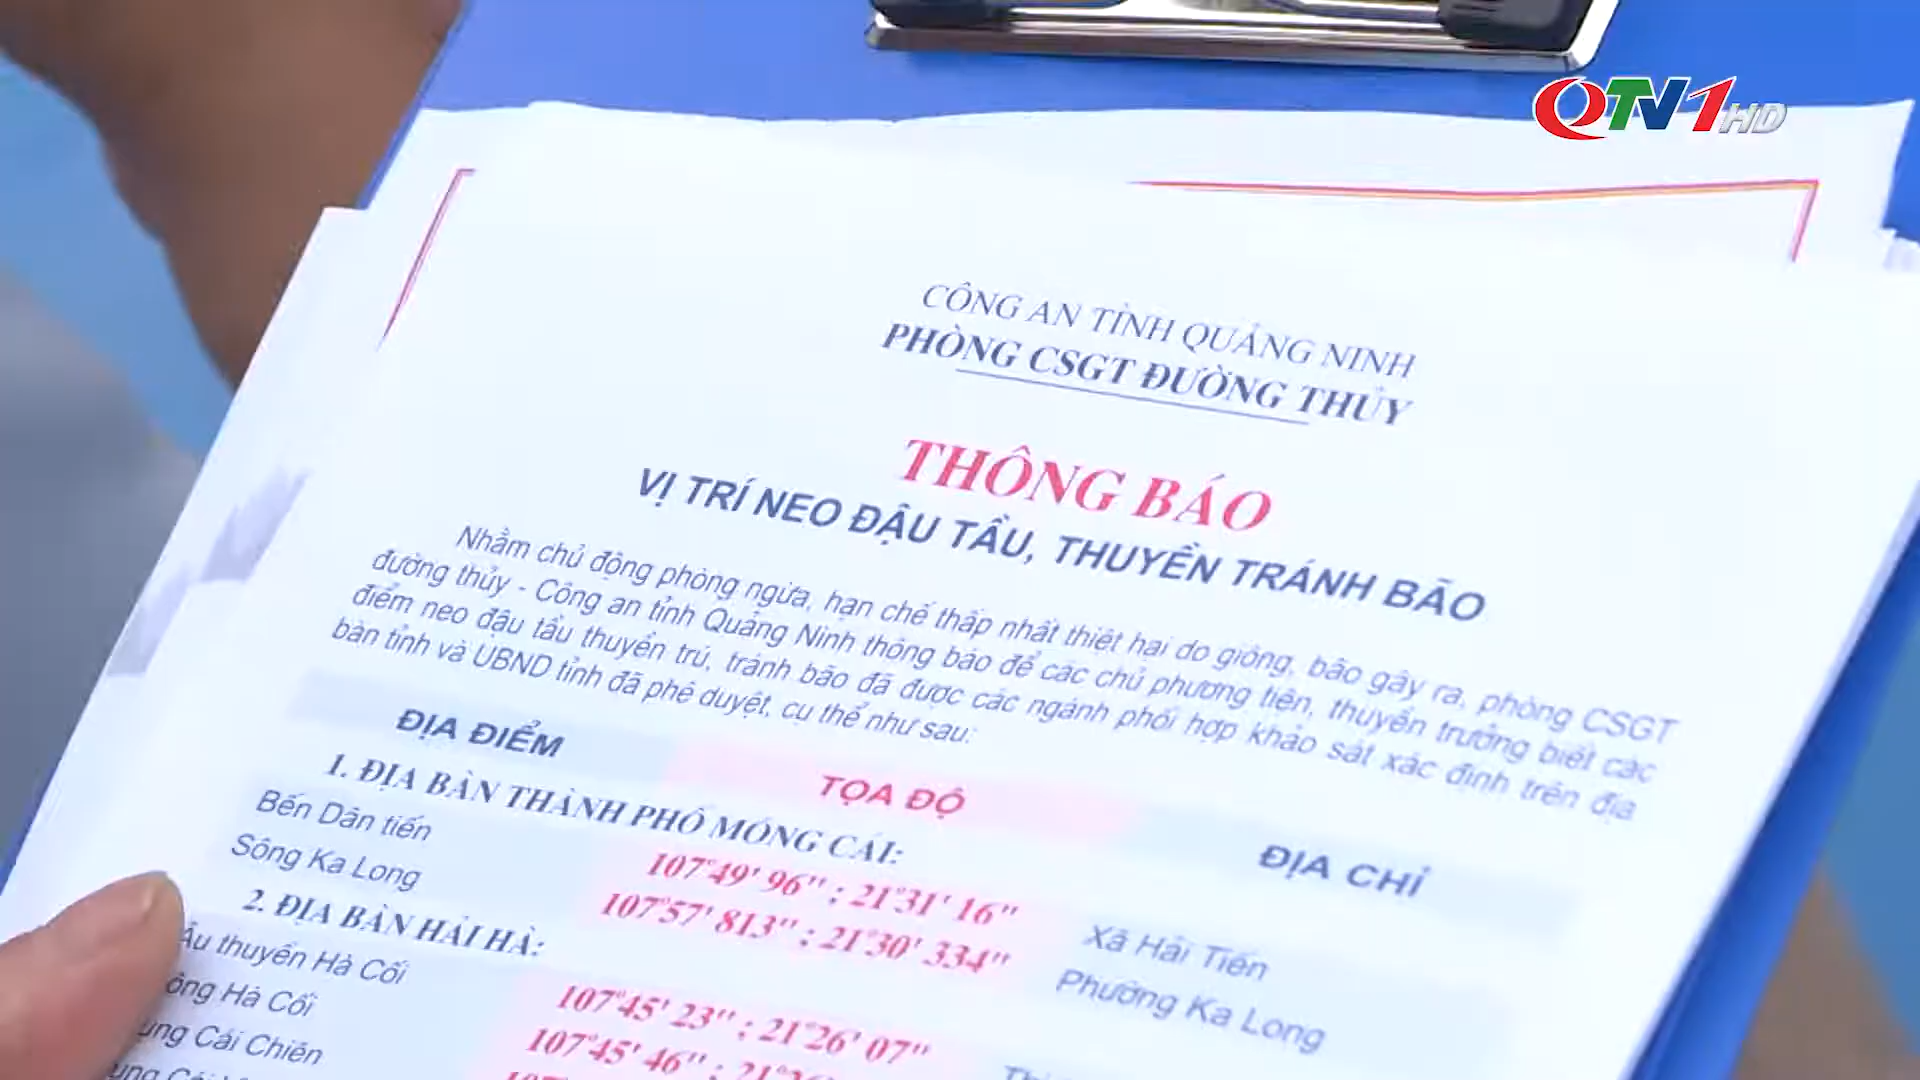 QTV1HD
CÔNG AN TỈNH QUẢNG NINH
PHÒNG CSGT ĐƯỜNG THỦY
THÔNG BÁO
VỊ TRÍ NEO ĐẬU TẦU, THUYỀN TRÁNH BÃO
Nhằm chủ động phòng ngừa, hạn chế thấp nhất thiệt hại do giông, bão gây ra, phòng CSGT
đường thủy - Công an tỉnh Quảng Ninh thông báo để các chủ phương tiện, thuyền trưởng biết các
điểm neo đậu tầu thuyền trú, tránh bão đã được các ngành phối hợp khảo sát xác định trên địa
bàn tỉnh và UBND tỉnh đã phê duyệt, cụ thể như sau:
ĐỊA ĐIỂM TỌA ĐỘ ĐỊA CHỈ
1. ĐỊA BÀN THÀNH PHỐ MÓNG CÁI:
Bến Dân tiến 107°49' 96" ; 21°31' 16" Xã Hải Tiến
Sông Ka Long 107°57' 813" ; 21°30' 334" Phường Ka Long
2. ĐỊA BÀN HẢI HÀ:
Âu thuyền Hà Cối 107°45' 23" ; 21°26' 07"
ông Hà Cối 107°45' 46" ;
ụng Cái Chiên